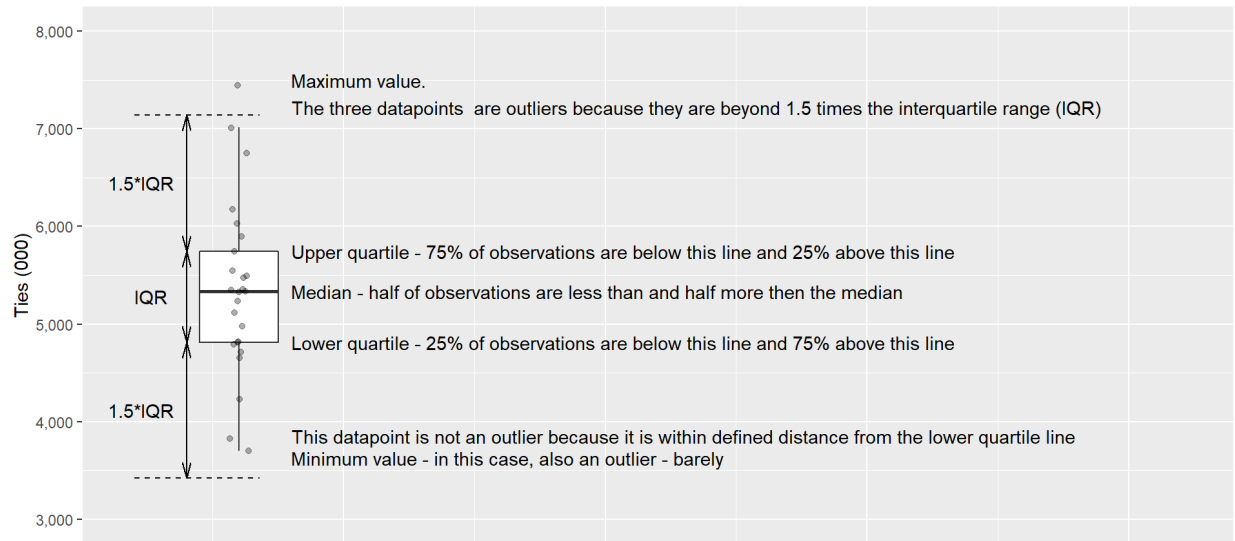 8,000
Maximum value.
The three datapoints  are outliers because they are beyond 1.5 times the interquartile range (IQR)
7,000
1.5*IQR
6,000
Upper quartile - 75% of observations are below this line and 25% above this line
Ties (000)
IQR
Median - half of observations are less than and half more then the median
5,000
Lower quartile - 25% of observations are below this line and 75% above this line
1.5*IQR
4,000
This datapoint is not an outlier because it is within defined distance from the lower quartile line
Minimum value - in this case, also an outlier - barely
3,000